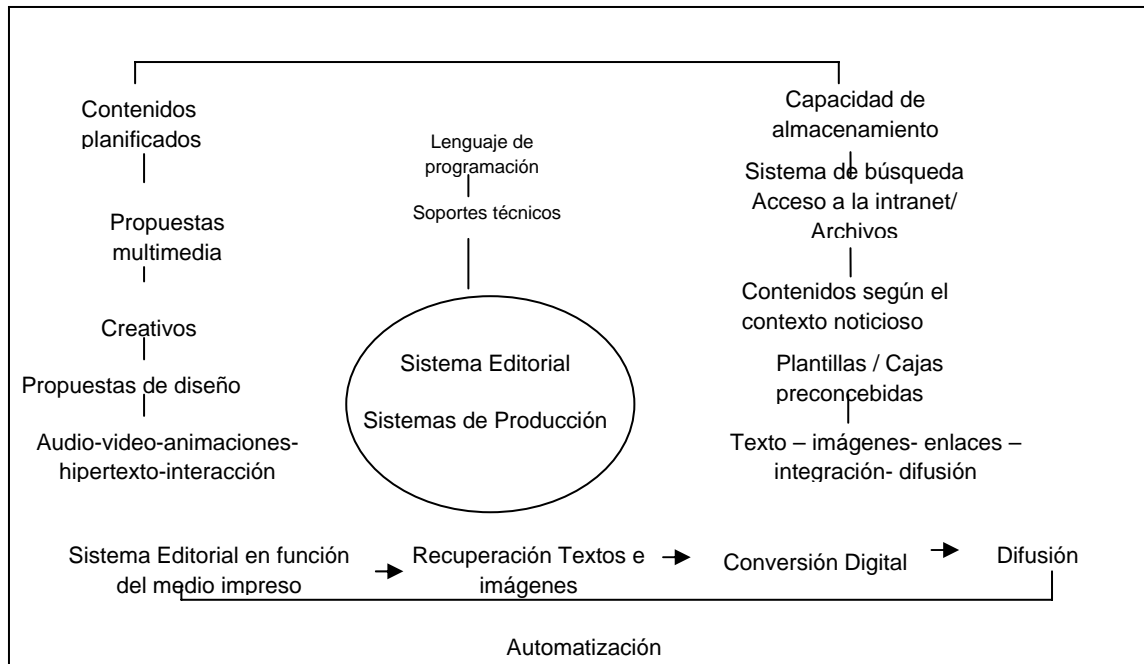 Contenidos
planificados
Propuestas
multimedia
Creativos
Propuestas de diseño
Audio-video-animaciones-
hipertexto-interacción
Lenguaje de
programación
Soportes técnicos
Sistema Editorial
Sistemas de Producción
Capacidad de
almacenamiento
Sistema de búsqueda
Acceso a la intranet/
Archivos
Contenidos según el
contexto noticioso
Plantillas / Cajas
preconcebidas
Texto – imágenes- enlaces –
integración- difusión
Sistema Editorial en función
del medio impreso
Recuperación Textos e
imágenes
Conversión Digital
Difusión
Automatización